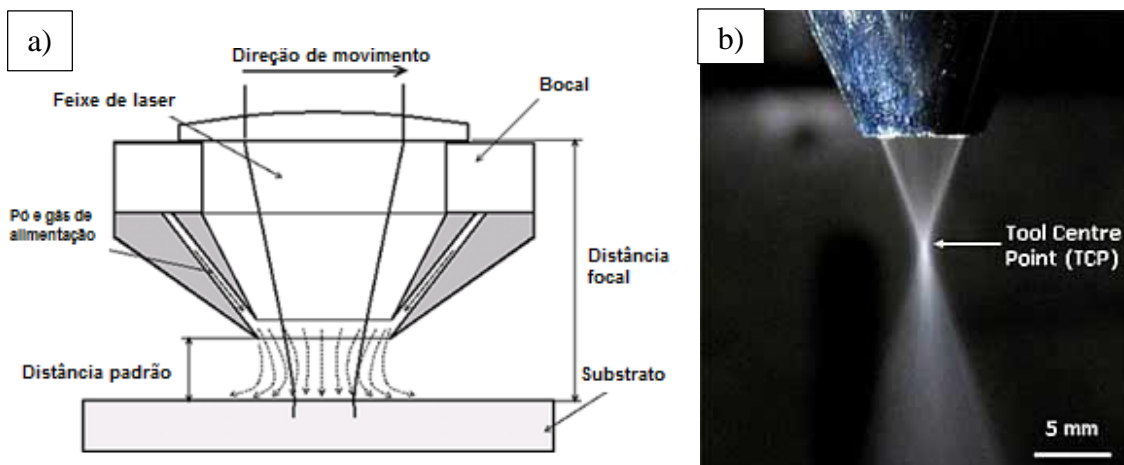 a)
Direção de movimento
Feixe de laser
Bocal
Pó e gás de
alimentação
Distância
focal
Distância padrão
Substrato
b)
Tool Centre
Point (TCP)
5 mm